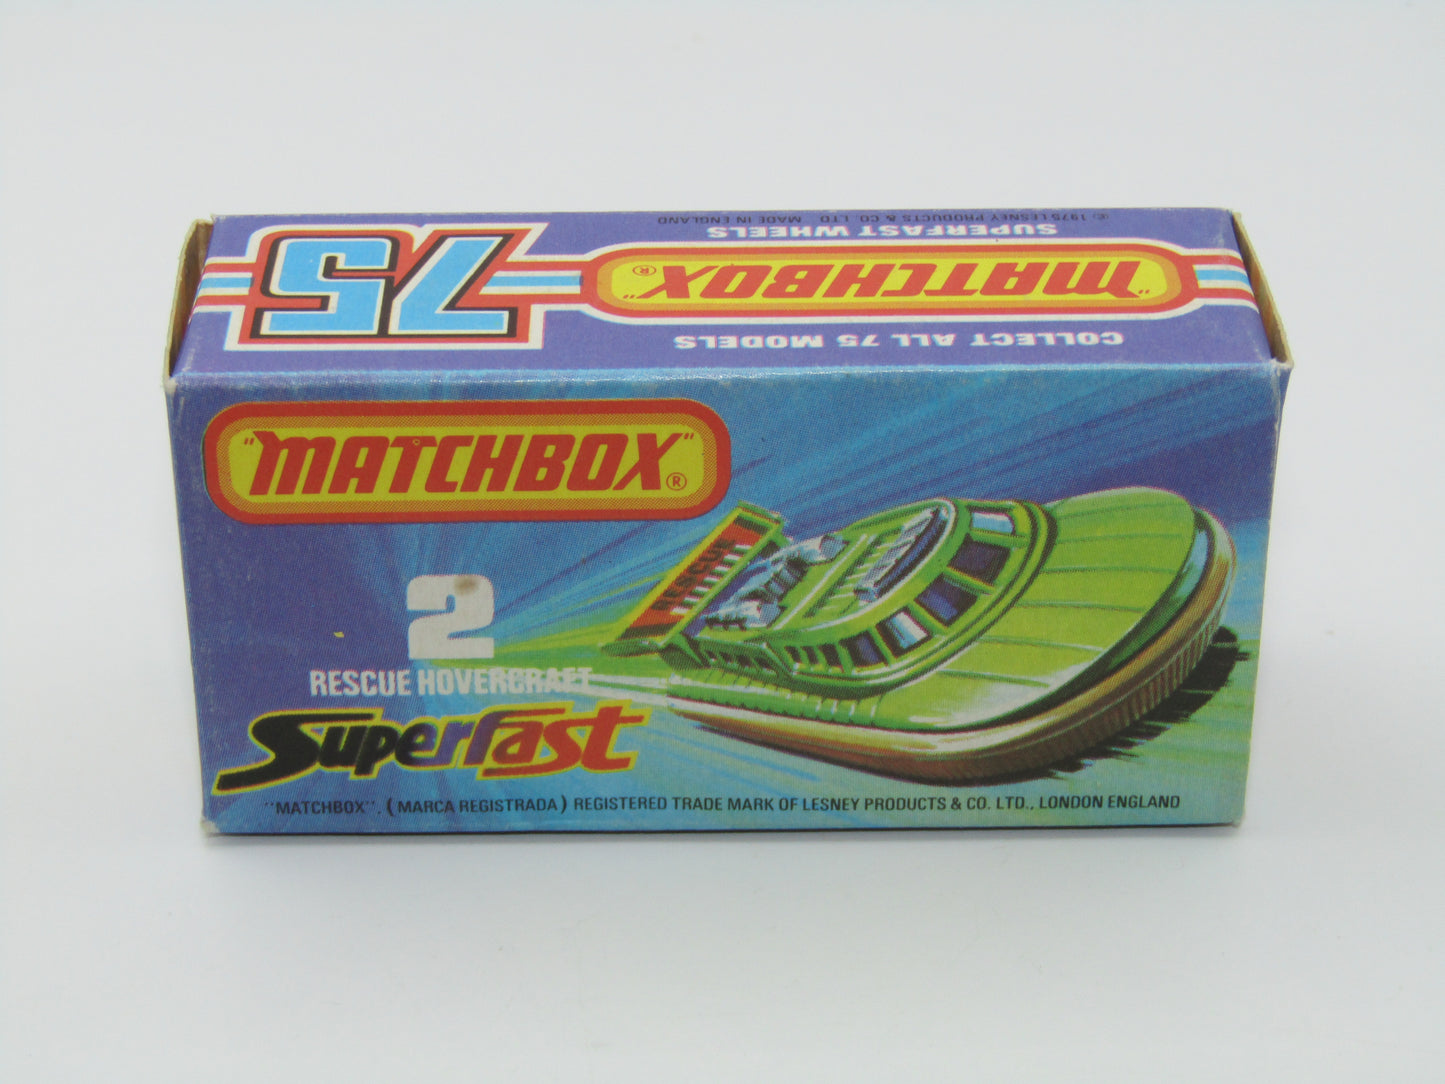 © 1975 LESNEY PRODUCTS & CO. LTD. MADE IN ENGLAND
SUPERFAST WHEELS
75
"MATCHBOX"®
COLLECT ALL 75 MODELS
"MATCHBOX"®
RESCUE
2
RESCUE HOVERCRAFT
SuperFast
"MATCHBOX". (MARCA REGISTRADA) REGISTERED TRADE MARK OF LESNEY PRODUCTS & CO. LTD., LONDON ENGLAND